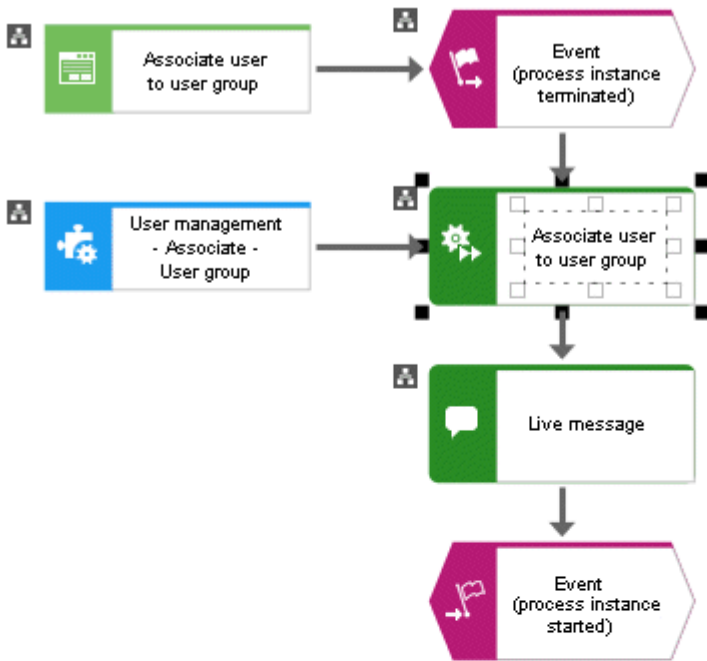 Associate user
to user group
Event
(process instance
terminated)
User management
- Associate -
User group
Associate user
to user group
Live message
Event
(process instance
started)